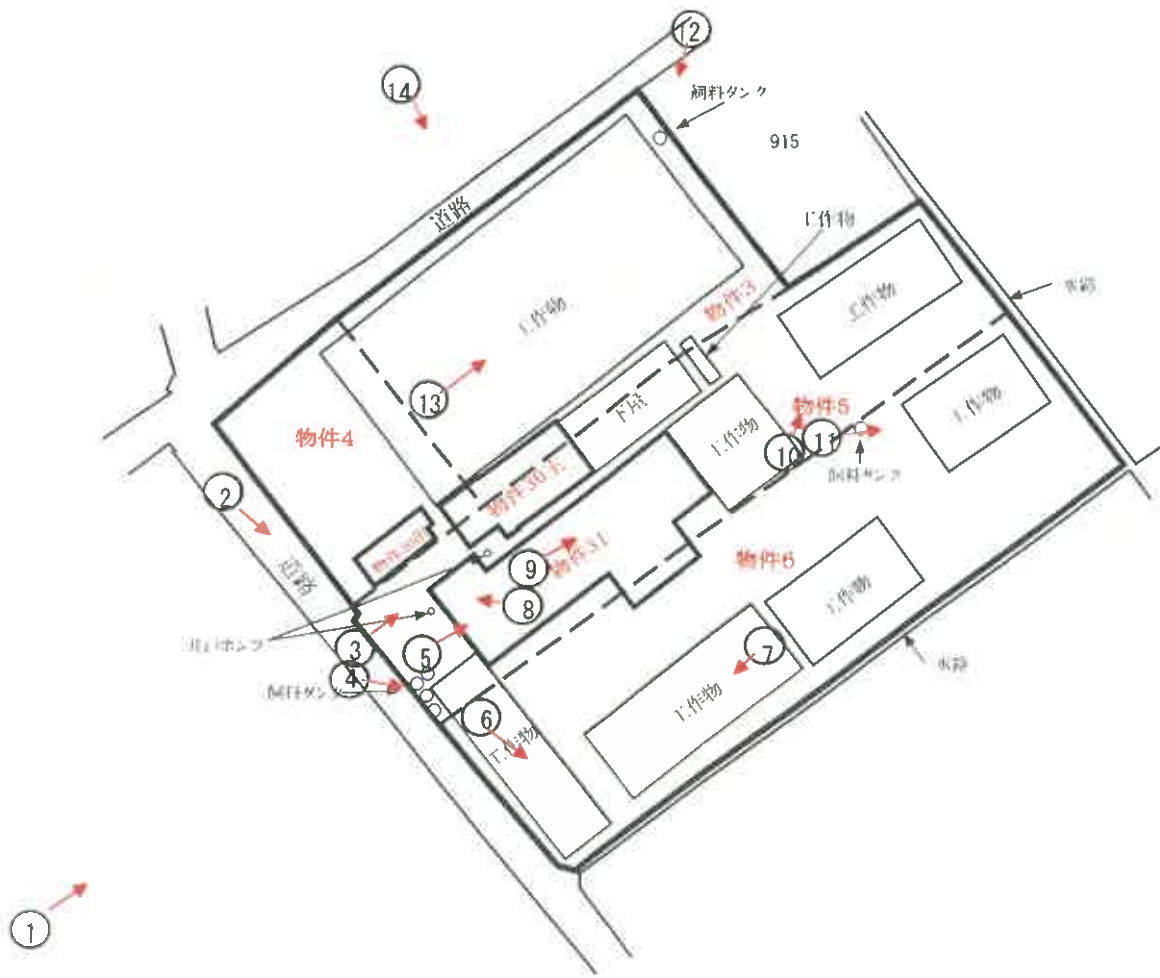 12
14
飼料タンク
915
道路
工作物
工作物
物件3
水路
工作物
工作物
13
下屋
物件4
物件5
工作物
10
11
飼料タンク
2
物件30主
道路
9
物件31
物件6
8
工作物
井戸ポンプ
3
5
7
水路
4
飼料タンク
工作物
6
工作物
1